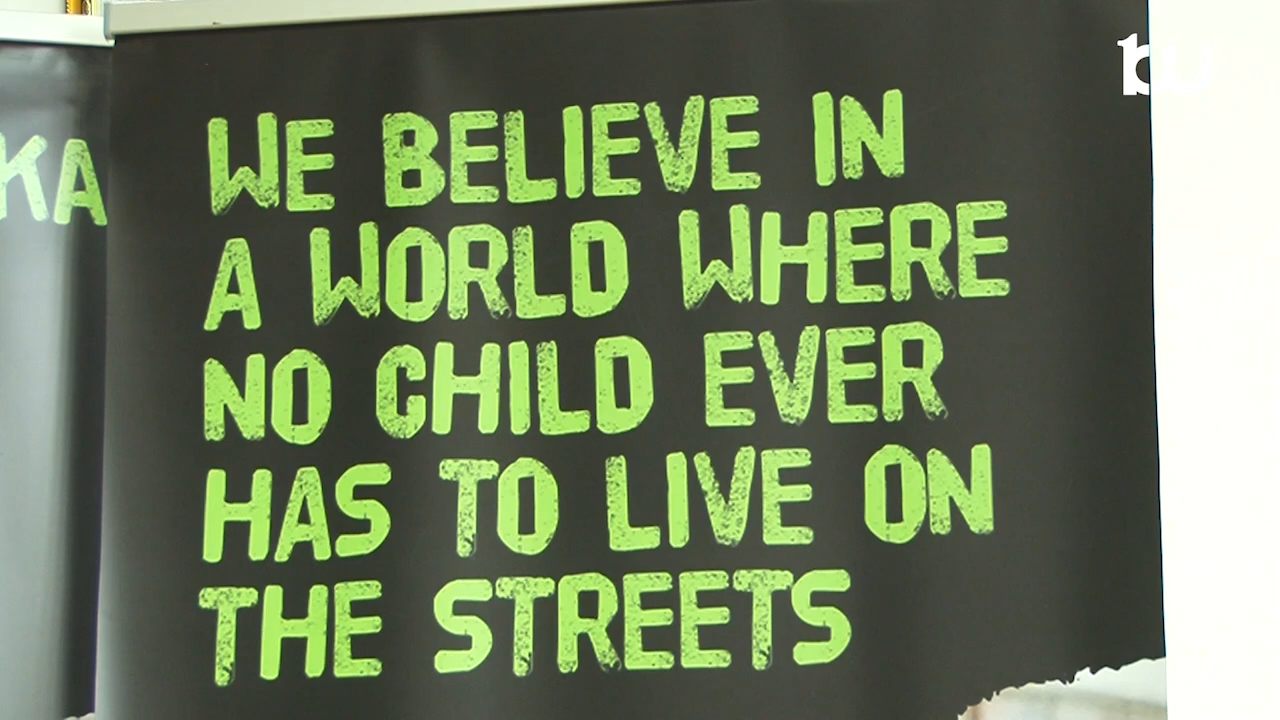 KA
WE BELIEVE IN
A WORLD WHERE
NO CHILD EVER
HAS TO LIVE ON
THE STREETS